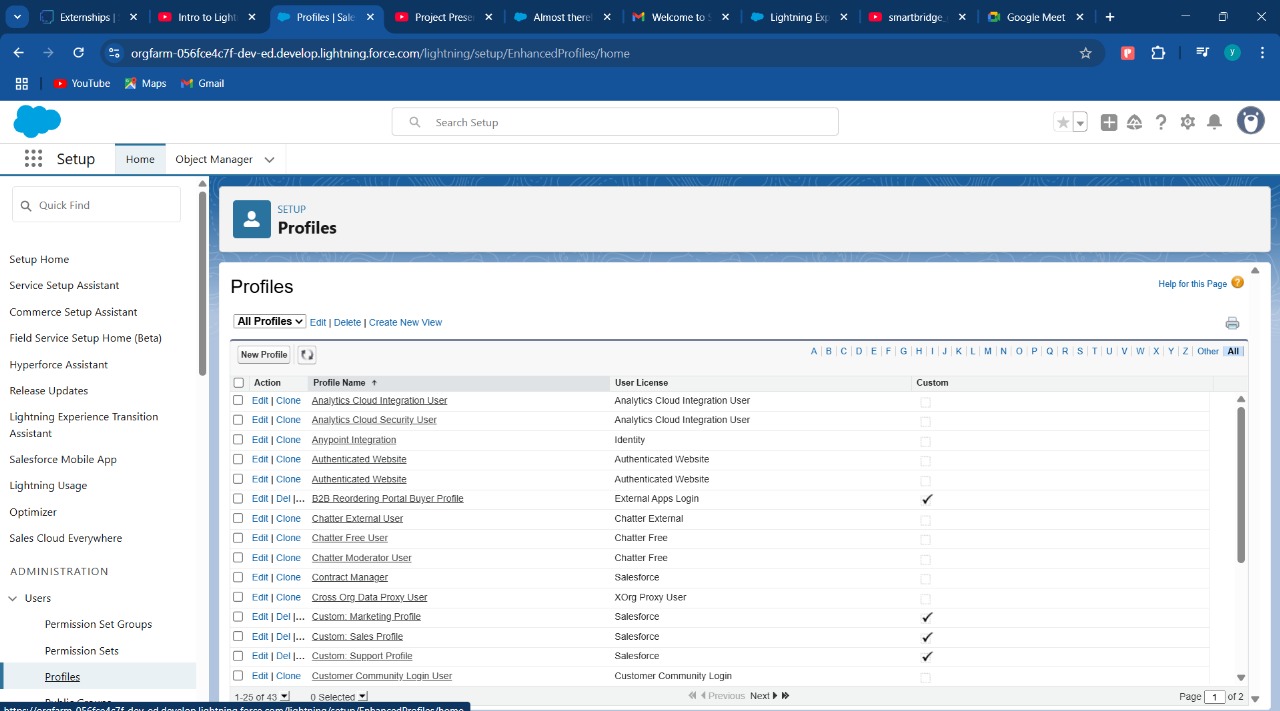 Externships |
Intro to Light
Profiles | Sale
Project Prese
Almost there
Welcome to S
Lightning Exp
smartbridge.
Google Meet
orgfarm-056fce4c7f-dev-ed.develop.lightning.force.com/lightning/setup/EnhancedProfiles/home
y
YouTube
Maps
Gmail
Search Setup
Setup
Home
Object Manager
Quick Find
Setup Home
Service Setup Assistant
Commerce Setup Assistant
Field Service Setup Home (Beta)
Hyperforce Assistant
Release Updates
Lightning Experience Transition
Assistant
Salesforce Mobile App
Lightning Usage
Optimizer
Sales Cloud Everywhere
ADMINISTRATION
Users
Permission Set Groups
Permission Sets
Profiles
Public Groups
https://orgfarm-056fce4c7f-dev-ed.develop.lightning.force.com/lightning/setup/EnhancedProfiles/home
SETUP
Profiles
Profiles
Help for this Page ?
All Profiles Edit | Delete | Create New View
New Profile
A | B | C | D | E | F | G | H | I | J | K | L | M | N | O | P | Q | R | S | T | U | V | W | X | Y | Z | Other | All
Action Profile Name ↑ User License Custom
Edit | Clone Analytics Cloud Integration User Analytics Cloud Integration User
Edit | Clone Analytics Cloud Security User Analytics Cloud Integration User
Edit | Clone Anypoint Integration Identity
Edit | Clone Authenticated Website Authenticated Website
Edit | Clone Authenticated Website Authenticated Website
Edit | Del |... B2B Reordering Portal Buyer Profile External Apps Login ✓
Edit | Clone Chatter External User Chatter External
Edit | Clone Chatter Free User Chatter Free
Edit | Clone Chatter Moderator User Chatter Free
Edit | Clone Contract Manager Salesforce
Edit | Clone Cross Org Data Proxy User XOrg Proxy User
Edit | Del |... Custom: Marketing Profile Salesforce ✓
Edit | Del |... Custom: Sales Profile Salesforce ✓
Edit | Del |... Custom: Support Profile Salesforce ✓
Edit | Clone Customer Community Login User Customer Community Login
1-25 of 43 0 Selected Previous Next Page 1 of 2